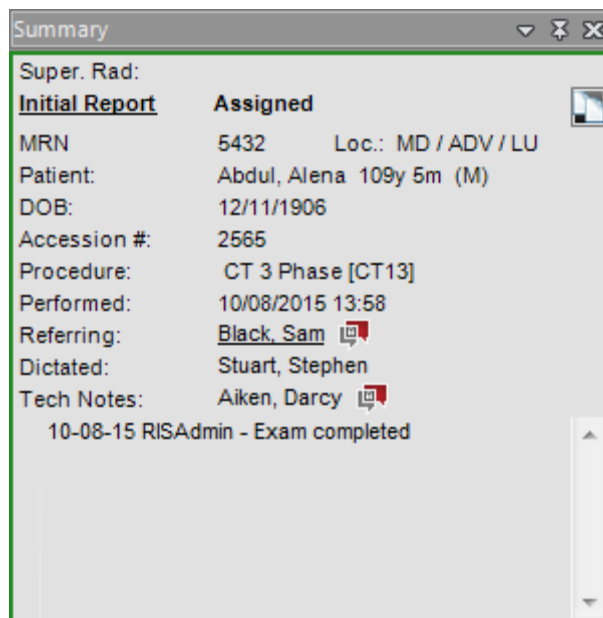 Summary
Super. Rad:
Initial Report Assigned
MRN 5432 Loc.: MD / ADV / LU
Patient: Abdul, Alena 109y 5m (M)
DOB: 12/11/1906
Accession #: 2565
Procedure: CT 3 Phase [CT13]
Performed: 10/08/2015 13:58
Referring: Black, Sam
Dictated: Stuart, Stephen
Tech Notes: Aiken, Darcy
10-08-15 RISAdmin - Exam completed